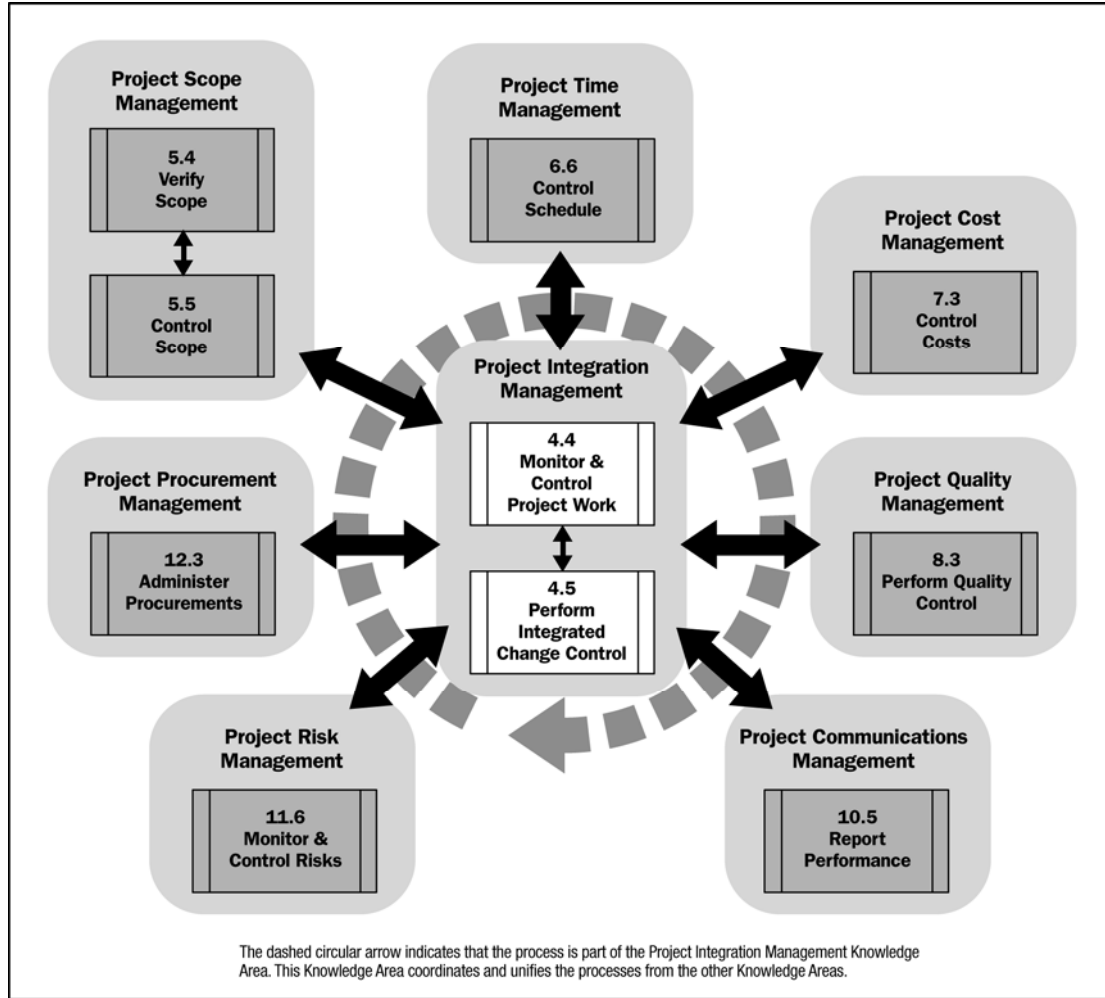 Project Scope
Management
5.4
Verify
Scope
5.5
Control
Scope
Project Time
Management
6.6
Control
Schedule
Project Cost
Management
7.3
Control
Costs
Project Integration
Management
4.4
Monitor &
Control
Project Work
4.5
Perform
Integrated
Change Control
Project Procurement
Management
12.3
Administer
Procurements
Project Quality
Management
8.3
Perform Quality
Control
Project Risk
Management
11.6
Monitor &
Control Risks
Project Communications
Management
10.5
Report
Performance
The dashed circular arrow indicates that the process is part of the Project Integration Management Knowledge
Area. This Knowledge Area coordinates and unifies the processes from the other Knowledge Areas.